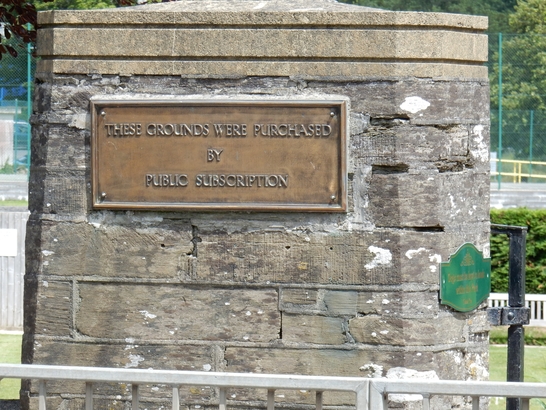 THESE GROUNDS WERE PURCHASED
BY
PUBLIC SUBSCRIPTION